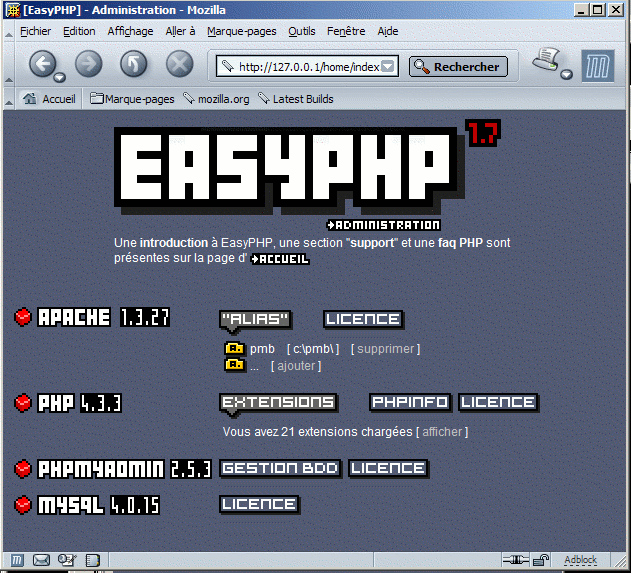 [EasyPHP] - Administration - Mozilla
Fichier Edition Affichage Aller à Marque-pages Outils Fenêtre Aide
http://127.0.0.1/home/index Rechercher
Accueil Marque-pages mozilla.org Latest Builds
EASYPHP 1.7
ADMINISTRATION
Une introduction à EasyPHP, une section "support" et une faq PHP sont
présentes sur la page d' ACCUEIL
APACHE 1.3.27 "ALIAS" LICENCE
A. pmb [ c:\pmb\ ] [ supprimer ]
A. ... [ ajouter ]
PHP 4.3.3 EXTENSIONS PHPINFO LICENCE
Vous avez 21 extensions chargées [ afficher ]
PHPMYADMIN 2.5.3 GESTION BDD LICENCE
MYSQL 4.0.15 LICENCE
Adblock